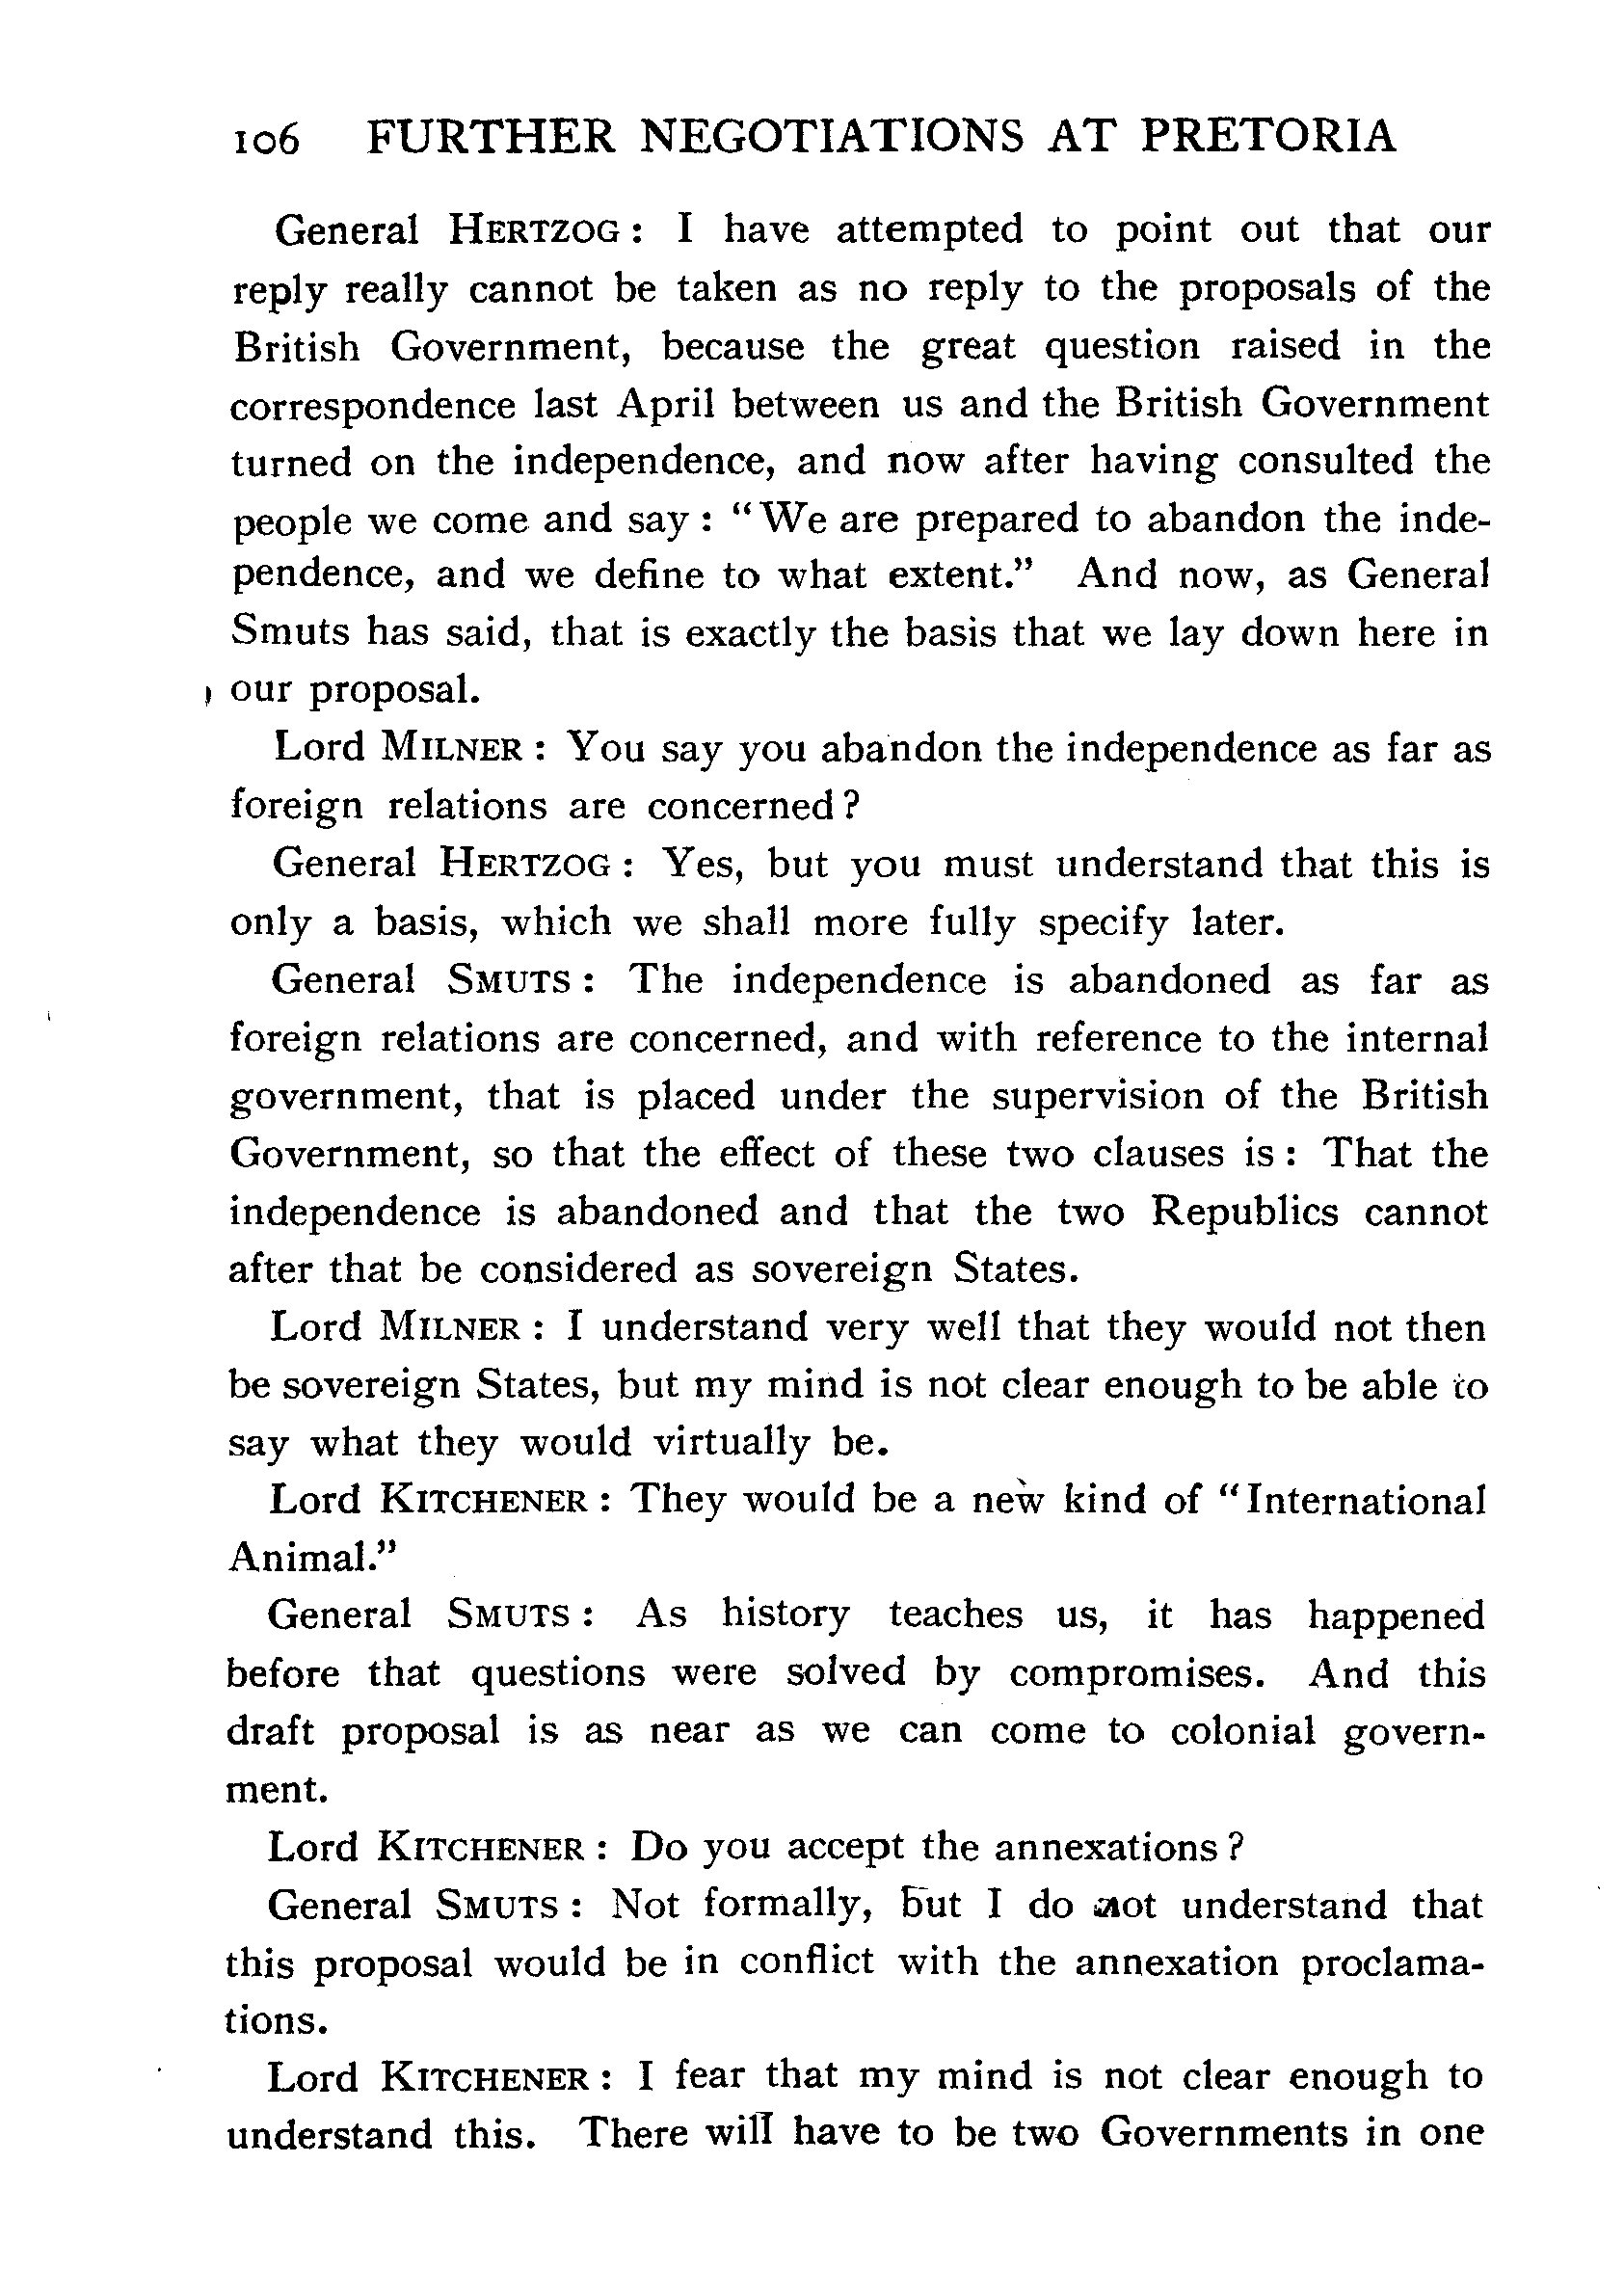 106 FURTHER NEGOTIATIONS AT PRETORIA
General HERTZOG : I have attempted to point out that our
reply really cannot be taken as no reply to the proposals of the
British Government, because the great question raised in the
correspondence last April between us and the British Government
turned on the independence, and now after having consulted the
people we come and say : “We are prepared to abandon the inde-
pendence, and we define to what extent.” And now, as General
Smuts has said, that is exactly the basis that we lay down here in
our proposal.
Lord MILNER : You say you abandon the independence as far as
foreign relations are concerned ?
General HERTZOG : Yes, but you must understand that this is
only a basis, which we shall more fully specify later.
General SMUTS : The independence is abandoned as far as
foreign relations are concerned, and with reference to the internal
government, that is placed under the supervision of the British
Government, so that the effect of these two clauses is : That the
independence is abandoned and that the two Republics cannot
after that be considered as sovereign States.
Lord MILNER : I understand very well that they would not then
be sovereign States, but my mind is not clear enough to be able to
say what they would virtually be.
Lord KITCHENER : They would be a new kind of “International
Animal.”
General SMUTS : As history teaches us, it has happened
before that questions were solved by compromises. And this
draft proposal is as near as we can come to colonial govern-
ment.
Lord KITCHENER : Do you accept the annexations ?
General SMUTS : Not formally, but I do not understand that
this proposal would be in conflict with the annexation proclama-
tions.
Lord KITCHENER : I fear that my mind is not clear enough to
understand this. There will have to be two Governments in one